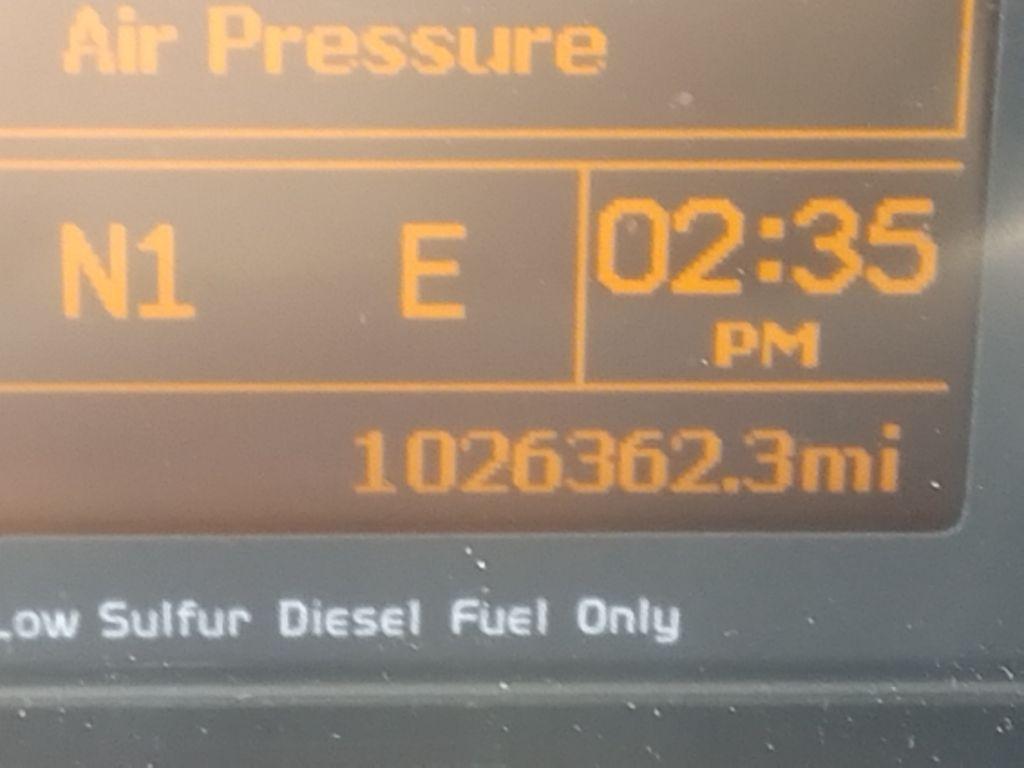 Air Pressure
N1 E 02:35
PM
1026362.3mi
Low Sulfur Diesel Fuel Only